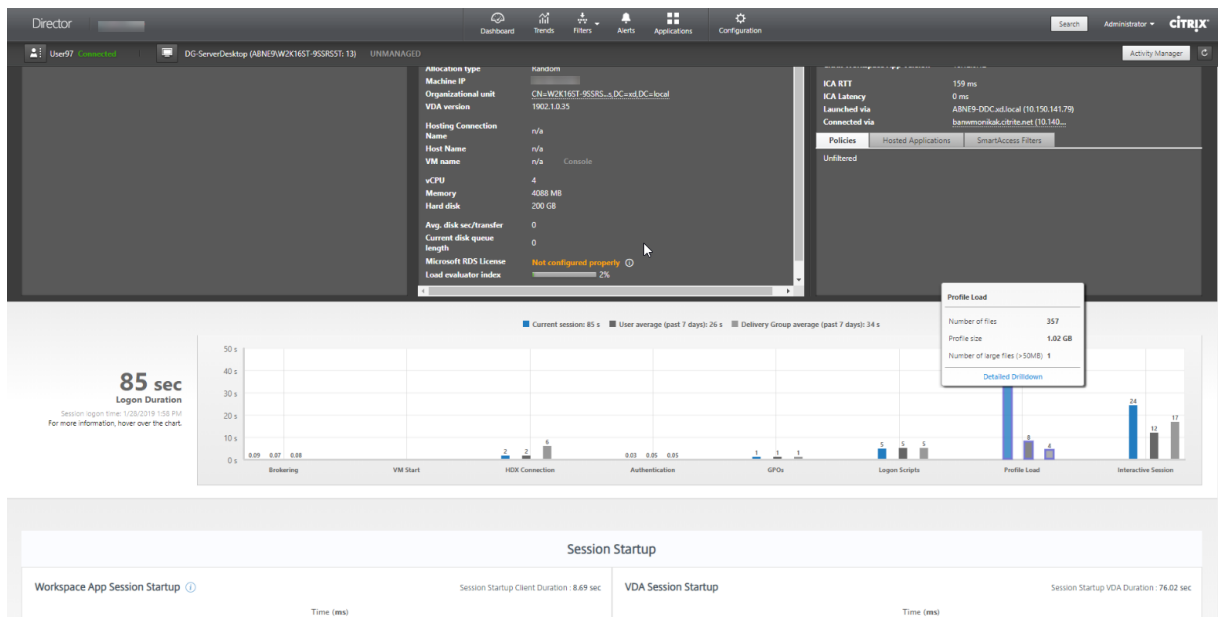 Director
Dashboard
Trends
Filters
Alerts
Applications
Configuration
Search
Administrator
CİTRIX
User97 Connected
DG-ServerDesktop (ABNE9\W2K16ST-9SSRS5T: 13) UNMANAGED
Activity Manager
Allocation type Random
Machine IP
Organizational unit CN=W2K16ST-9SSRS...s,DC=xd,DC=local
VDA version 1902.1.0.35
Hosting Connection Name n/a
Host Name n/a
VM name n/a Console
vCPU 4
Memory 4088 MB
Hard disk 200 GB
Avg. disk sec/transfer 0
Current disk queue length 0
Microsoft RDS License Not configured properly
Load evaluator index 2%
ICA RTT 159 ms
ICA Latency 0 ms
Launched via ABNE9-DDC.xd.local (10.150.141.79)
Connected via banwmonikak.citrite.net (10.140....
Policies Hosted Applications SmartAccess Filters
Unfiltered
Profile Load
Number of files 357
Profile size 1.02 GB
Number of large files (>50MB) 1
Detailed Drilldown
Current session: 85 s User average (past 7 days): 26 s Delivery Group average (past 7 days): 34 s
85 sec
Logon Duration
Session logon time: 1/28/2019 1:58 PM
For more information, hover over the chart.
50 s
40 s
30 s
20 s
10 s
0 s
0.09 0.07 0.08
2 2 6
0.03 0.05 0.05
1 1 1
5 5 5
8 4
24 12 17
Brokering VM Start HDX Connection Authentication GPOs Logon Scripts Profile Load Interactive Session
Session Startup
Workspace App Session Startup
Session Startup Client Duration : 8.69 sec
Time (ms)
VDA Session Startup
Session Startup VDA Duration : 76.02 sec
Time (ms)